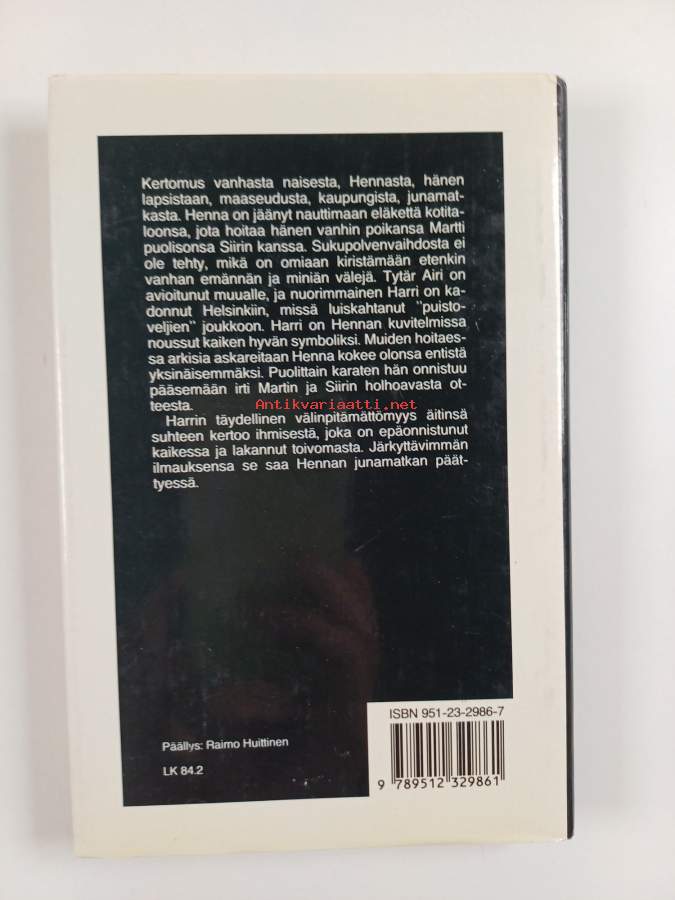 Kertomus vanhasta naisesta, Hennasta, hänen
lapsistaan, maaseudusta, kaupungista, junamat-
kasta. Henna on jäänyt nauttimaan eläkettä kotita-
loonsa, jota hoitaa hänen vanhin poikansa Martti
puolisonsa Siirin kanssa. Sukupolvenvaihdosta ei
ole tehty, mikä on omiaan kiristämään etenkin
vanhan emännän ja miniän välejä. Tytär Airi on
avioitunut muualle, ja nuorimmainen Harri on ka-
donnut Helsinkiin, missä luiskahtanut "puisto-
veljien" joukkoon. Harri on Hennan kuvitelmissa
noussut kaiken hyvän symboliksi. Muiden hoitaes-
sa arkisia askareitaan Henna kokee olonsa entistä
yksinäisemmäksi. Puolittain karaten hän onnistuu
pääsemään irti Martin ja Siirin holhoavasta ot-
teesta.
Antikvariaatti.net
Harrin täydellinen välinpitämättömyys äitinsä
suhteen kertoo ihmisestä, joka on epäonnistunut
kaikessa ja lakannut toivomasta. Järkyttävimmän
ilmauksensa se saa Hennan junamatkan päät-
tyessä.
ISBN 951-23-2986-7
Päällys: Raimo Huittinen
LK 84.2
9 789512 329861